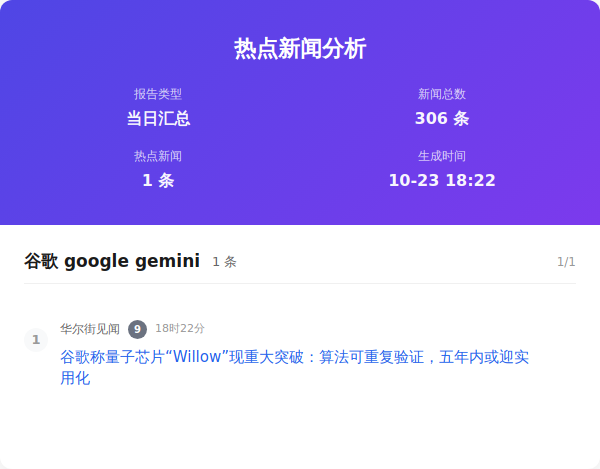 热点新闻分析
报告类型
新闻总数
当日汇总
306 条
热点新闻
生成时间
1 条
10-23 18:22
谷歌 google gemini 1 条 1/1
1 华尔街见闻 9 18时22分
谷歌称量子芯片“Willow”现重大突破：算法可重复验证，五年内或迎实
用化